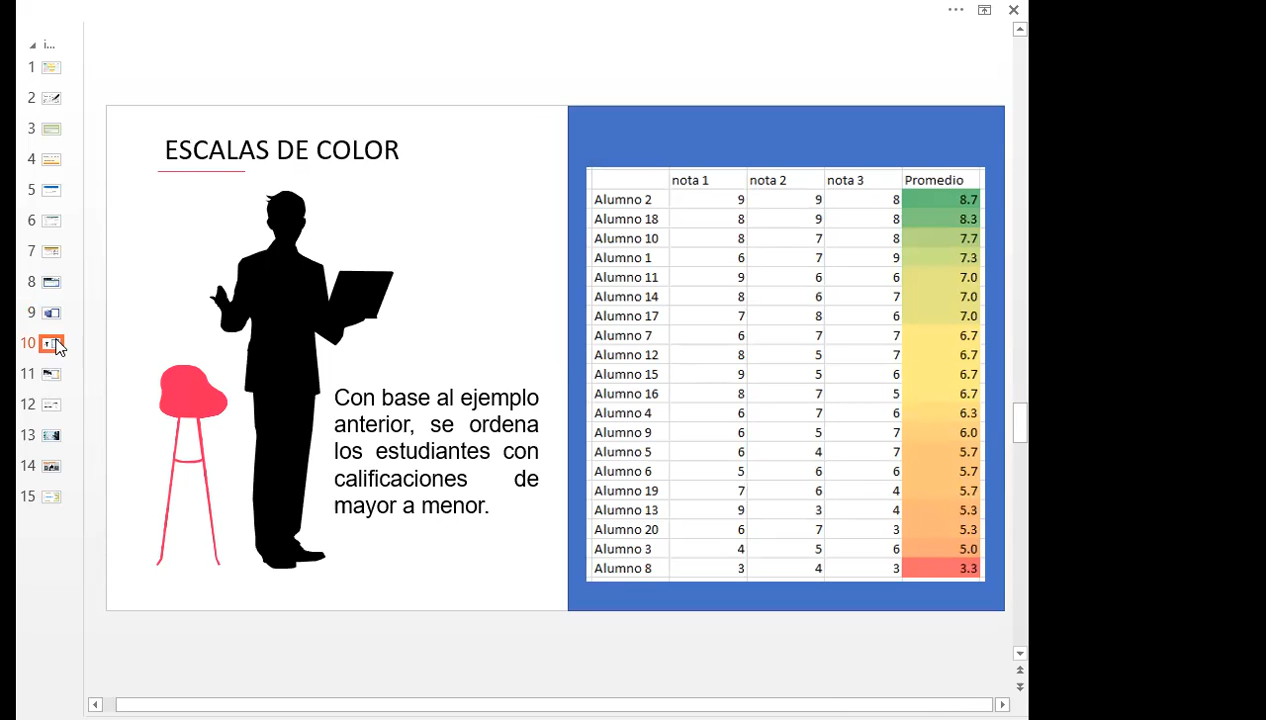 i...
1
2
3
4
5
6
7
8
9
10
11
12
13
14
15
ESCALAS DE COLOR
Con base al ejemplo
anterior, se ordena
los estudiantes con
calificaciones de
mayor a menor.
nota 1 nota 2 nota 3 Promedio
Alumno 2 9 9 8 8.7
Alumno 18 8 9 8 8.3
Alumno 10 8 7 8 7.7
Alumno 1 6 7 9 7.3
Alumno 11 9 6 6 7.0
Alumno 14 8 6 7 7.0
Alumno 17 7 8 6 7.0
Alumno 7 6 7 7 6.7
Alumno 12 8 5 7 6.7
Alumno 15 9 5 6 6.7
Alumno 16 8 7 5 6.7
Alumno 4 6 7 6 6.3
Alumno 9 6 5 7 6.0
Alumno 5 6 4 7 5.7
Alumno 6 5 6 6 5.7
Alumno 19 7 6 4 5.7
Alumno 13 9 3 4 5.3
Alumno 20 6 7 3 5.3
Alumno 3 4 5 6 5.0
Alumno 8 3 4 3 3.3